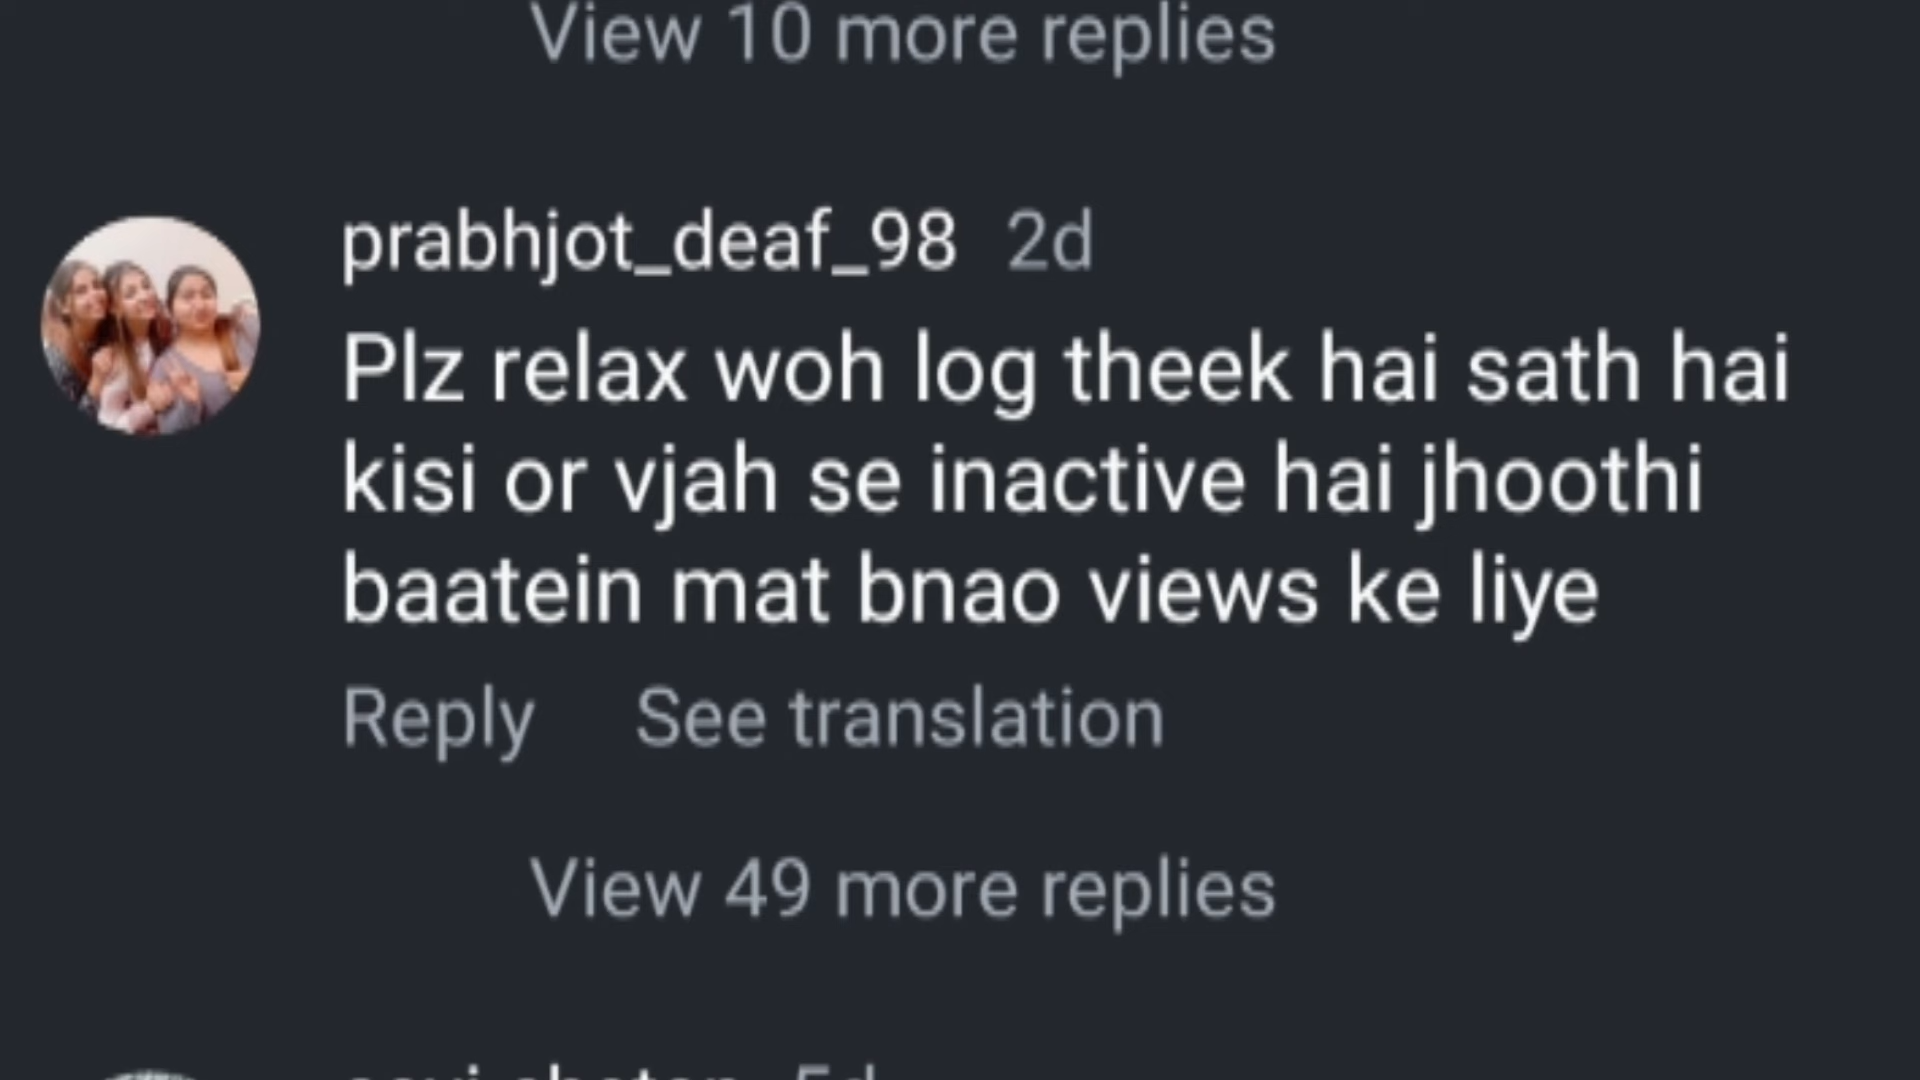 View 10 more replies
prabhjot_deaf_98 2d
Plz relax woh log theek hai sath hai
kisi or vjah se inactive hai jhoothi
baatein mat bnao views ke liye
Reply See translation
View 49 more replies